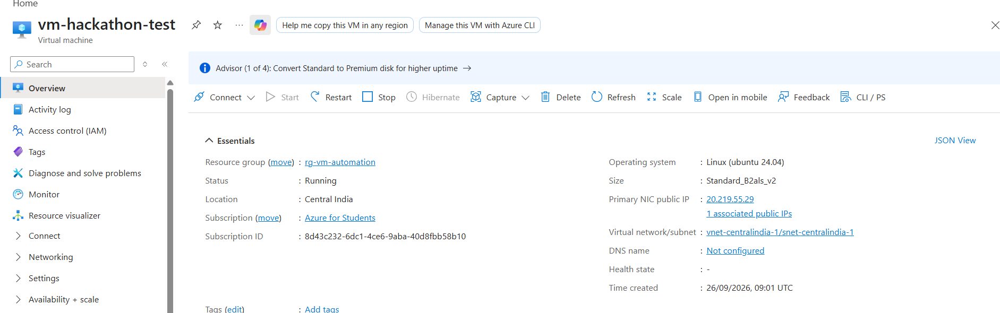 Home
vm-hackathon-test
Virtual machine
Help me copy this VM in any region
Manage this VM with Azure CLI
Search
Overview
Activity log
Access control (IAM)
Tags
Diagnose and solve problems
Monitor
Resource visualizer
Connect
Networking
Settings
Availability + scale
Advisor (1 of 4): Convert Standard to Premium disk for higher uptime →
Connect Start Restart Stop Hibernate Capture Delete Refresh Scale Open in mobile Feedback CLI / PS
Essentials
JSON View
Resource group (move) : rg-vm-automation
Status : Running
Location : Central India
Subscription (move) : Azure for Students
Subscription ID : 8d43c232-6dc1-4ce6-9aba-40d8fbb58b10
Operating system : Linux (ubuntu 24.04)
Size : Standard_B2als_v2
Primary NIC public IP : 20.219.55.29
1 associated public IPs
Virtual network/subnet : vnet-centralindia-1/snet-centralindia-1
DNS name : Not configured
Health state : -
Time created : 26/09/2026, 09:01 UTC
Tags (edit) : Add tags